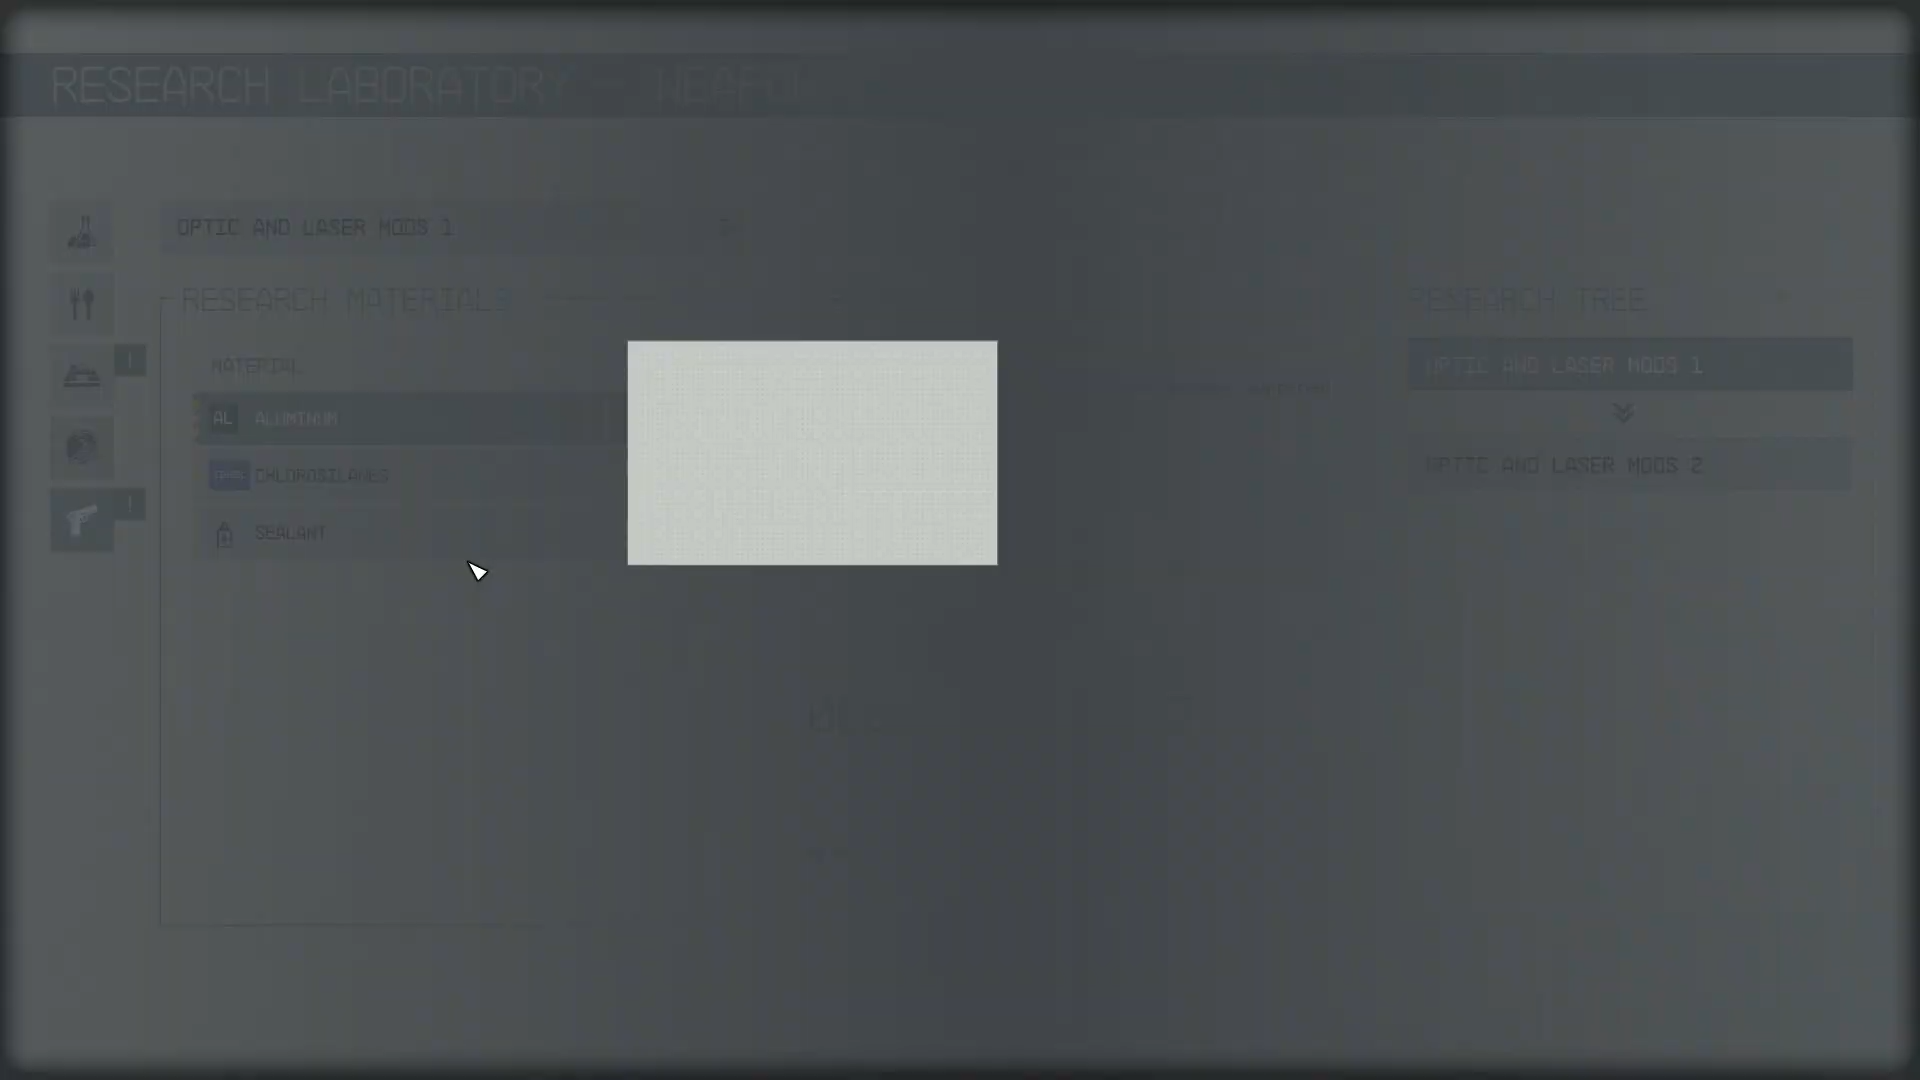 RESEARCH LABORATORY - WEAPON
OPTIC AND LASER MODS 1
RESEARCH MATERIALS
MATERIAL
AL ALUMINUM
CHLOROSILANES
SEALANT
RESEARCH TREE
OPTIC AND LASER MODS 1
OPTIC AND LASER MODS 2
!
!